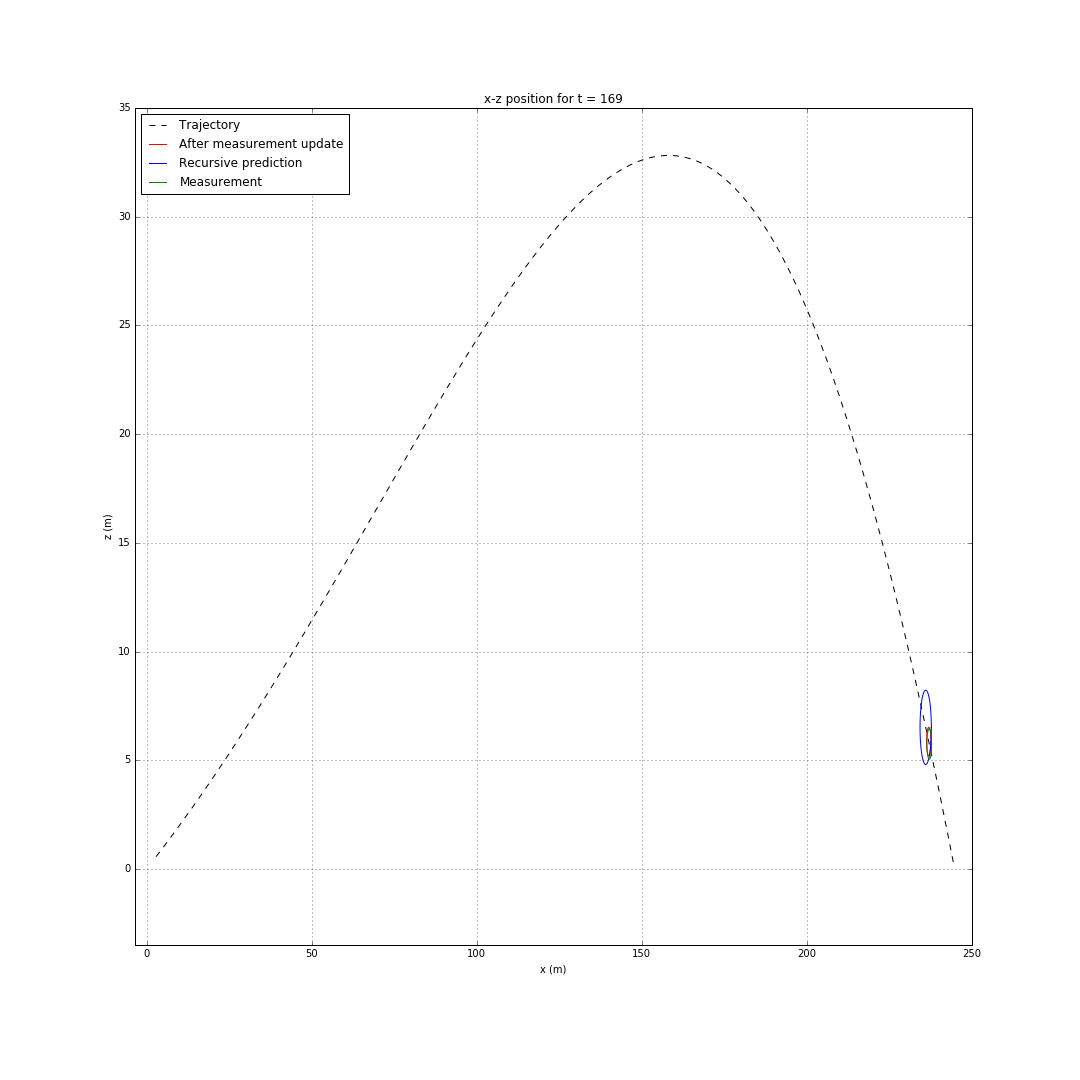 x-z position for t = 169
35
Trajectory
After measurement update
Recursive prediction
Measurement
30
25
20
15
10
5
0
z (m)
0 50 100 150 200 250
x (m)